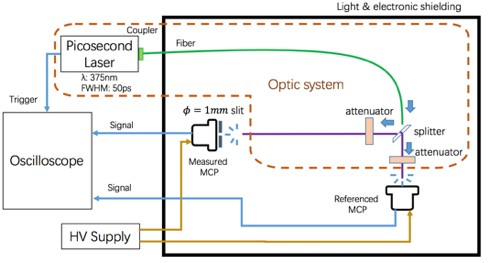 Light & electronic shielding
Coupler
Picosecond
Laser
λ: 375nm
FWHM: 50ps
Fiber
Optic system
Trigger
ϕ = 1mm slit
attenuator
Signal
splitter
Oscilloscope
Measured
MCP
attenuator
Signal
Referenced
MCP
HV Supply